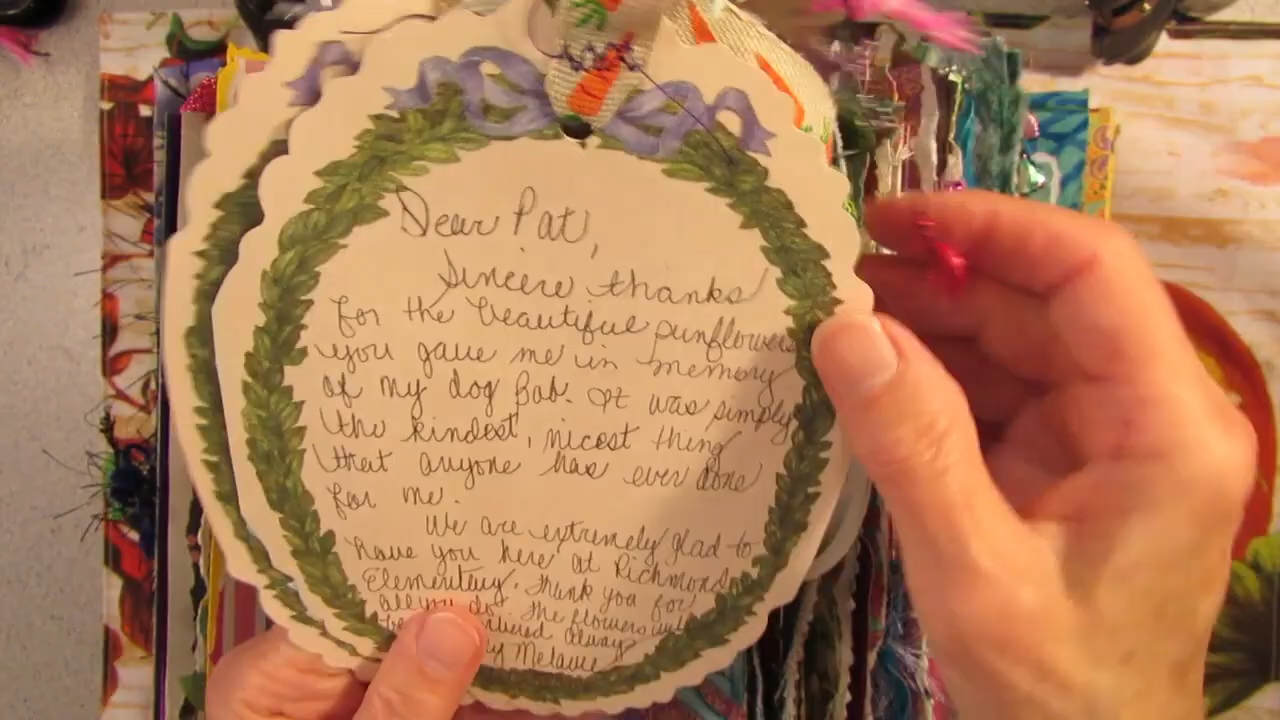 Dear Pat,
Sincere thanks
for the beautiful sunflowers
you gave me in memory
of my dog Bob. It was simply
the kindest, nicest thing
that anyone has ever done
for me.
We are extremely glad to
have you here at Richmond
Elementary. Thank you for
all you do. The flowers will
be always